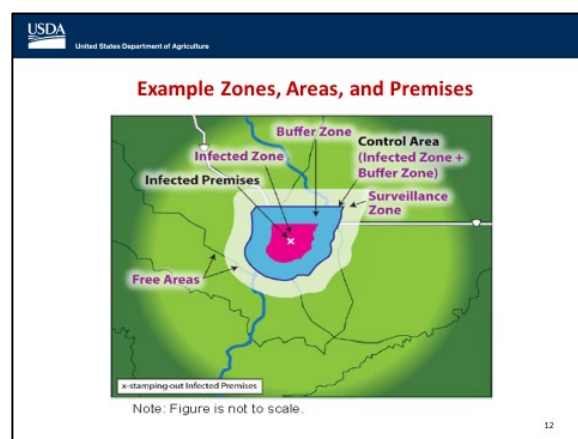 USDA
United States Department of Agriculture
Example Zones, Areas, and Premises
Buffer Zone
Control Area
(Infected Zone +
Buffer Zone)
Infected Zone
Infected Premises
Surveillance
Zone
Free Areas
x-stamping-out Infected Premises
Note: Figure is not to scale.
12